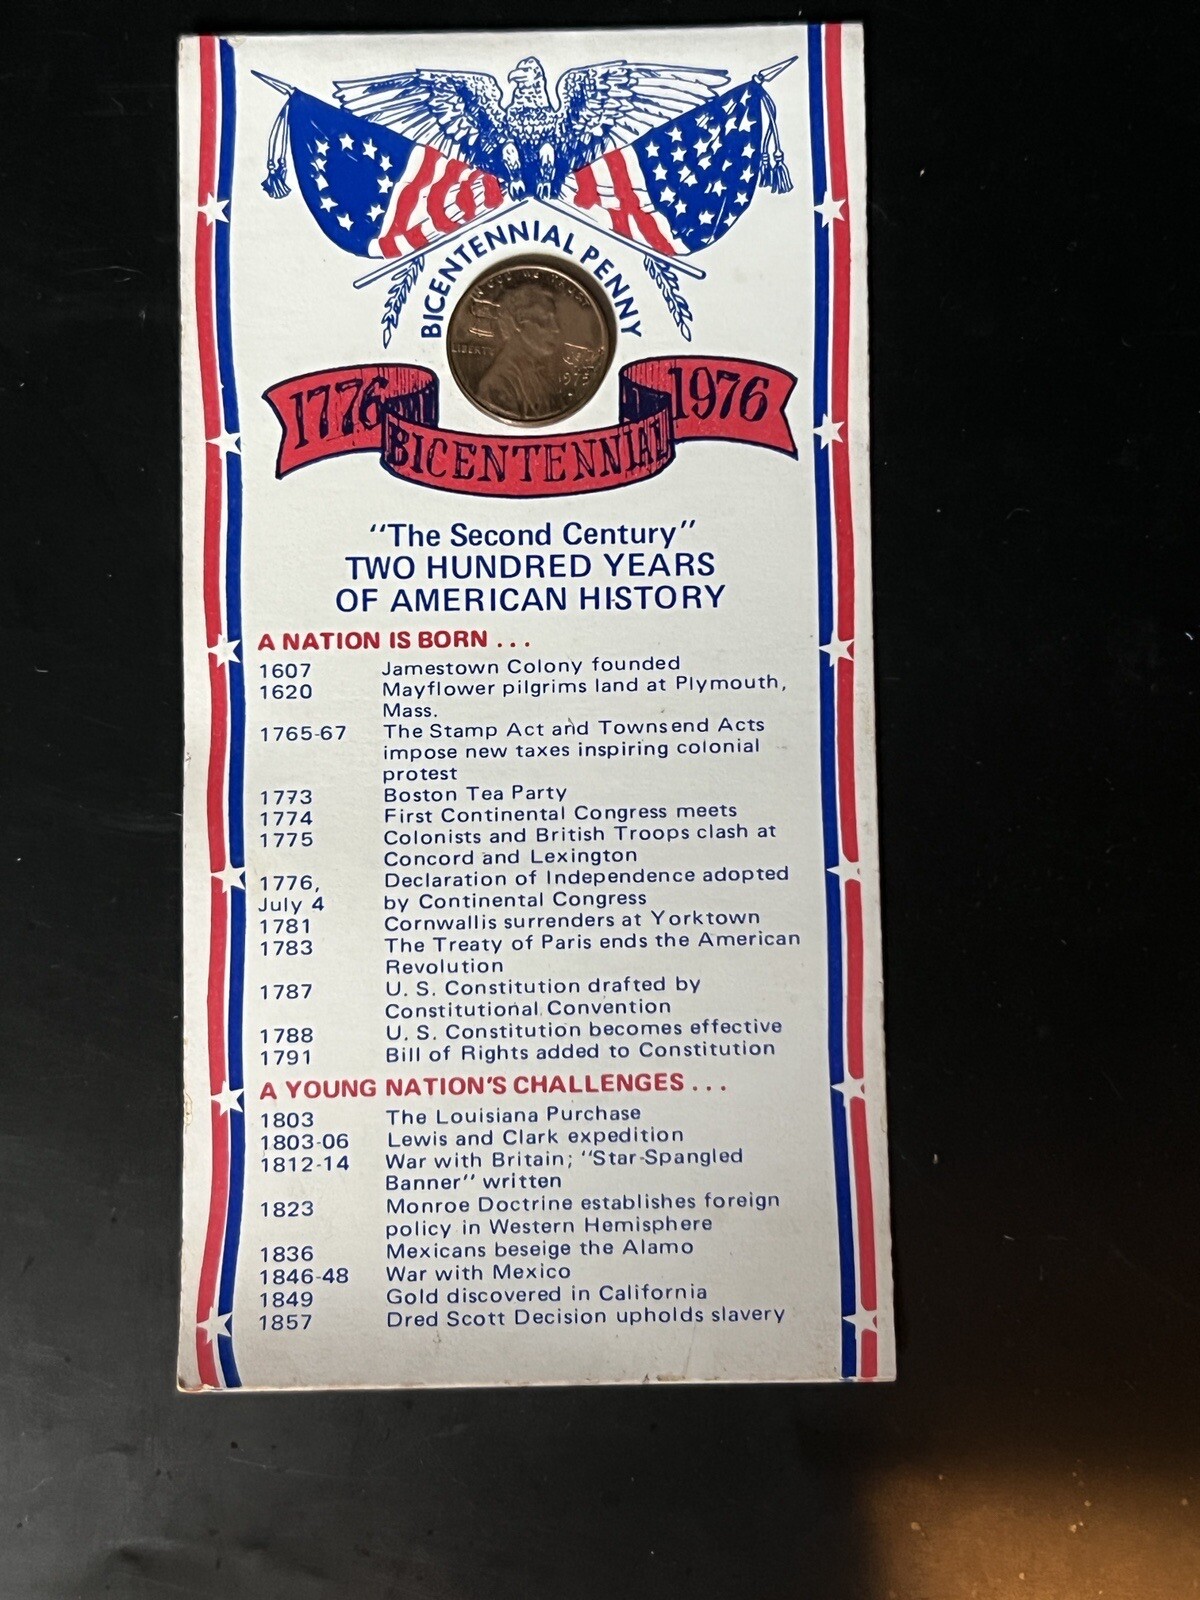 BICENTENNIAL PENNY
IN GOD WE TRUST
LIBERTY
1975
1776
BICENTENNIAL
1976
"The Second Century"
TWO HUNDRED YEARS
OF AMERICAN HISTORY
A NATION IS BORN . . .
1607 Jamestown Colony founded
1620 Mayflower pilgrims land at Plymouth,
Mass.
1765-67 The Stamp Act and Townsend Acts
impose new taxes inspiring colonial
protest
1773 Boston Tea Party
1774 First Continental Congress meets
1775 Colonists and British Troops clash at
Concord and Lexington
1776, Declaration of Independence adopted
July 4 by Continental Congress
1781 Cornwallis surrenders at Yorktown
1783 The Treaty of Paris ends the American
Revolution
1787 U. S. Constitution drafted by
Constitutional Convention
1788 U. S. Constitution becomes effective
1791 Bill of Rights added to Constitution
A YOUNG NATION'S CHALLENGES . . .
1803 The Louisiana Purchase
1803-06 Lewis and Clark expedition
1812-14 War with Britain; "Star-Spangled
Banner" written
1823 Monroe Doctrine establishes foreign
policy in Western Hemisphere
1836 Mexicans beseige the Alamo
1846-48 War with Mexico
1849 Gold discovered in California
1857 Dred Scott Decision upholds slavery